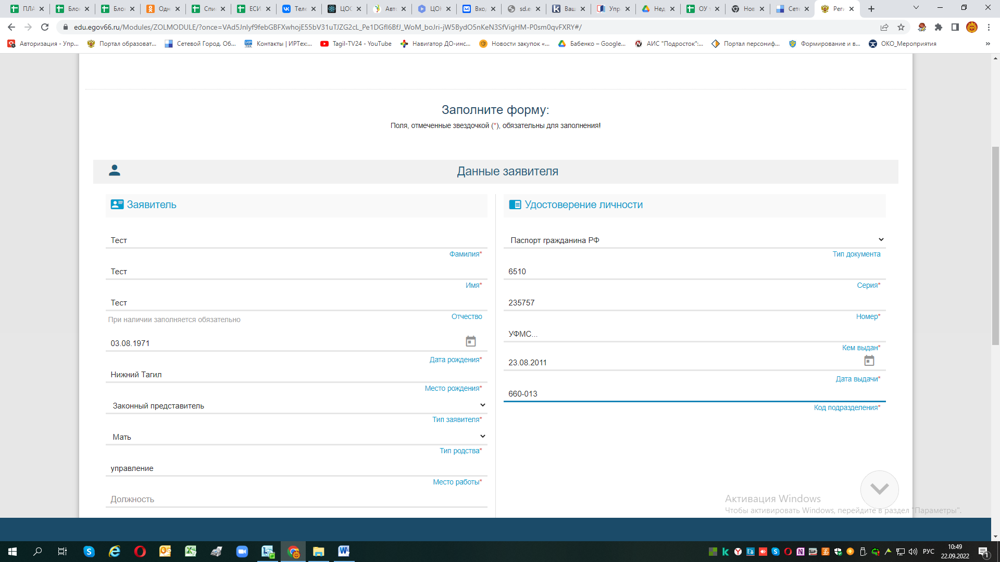 ПЛА Бло Бло Одн Спи ЕСИ Теле ЦОС Авто ЦОК Вход sd.e Ваш Упр Нед ОУ т Нов Сете Реги
edu.egov66.ru/Modules/ZOLMODULE/?once=VAd5JnIyf9febGBFXwhojE55bV31uTJZG2cL_Pe1DGfI6BfJ_WoM_boJri-jW5BydO5nKeN3SfVigHM-P0sm0qvFXRY#/
Авторизация - Упр... Портал образоват... Сетевой Город. Об... Контакты | ИРТех:... Tagil-TV24 - YouTube Навигатор ДО-инс... Новости закупок «... Бабенко – Google... АИС "Подросток":... Портал персониф... Формирование и в... ОКО_Мероприятия »
Заполните форму:
Поля, отмеченные звездочкой (*), обязательны для заполнения!
Данные заявителя
Заявитель
Тест
Фамилия*
Тест
Имя*
Тест
При наличии заполняется обязательно Отчество
03.08.1971
Дата рождения*
Нижний Тагил
Место рождения*
Законный представитель
Тип заявителя*
Мать
Тип родства*
управление
Место работы*
Должность
Удостоверение личности
Паспорт гражданина РФ
Тип документа
6510
Серия*
235757
Номер*
УФМС...
Кем выдан*
23.08.2011
Дата выдачи*
660-013
Код подразделения*
Активация Windows
Чтобы активировать Windows, перейдите в раздел "Параметры".
РУС
10:49
22.09.2022
1